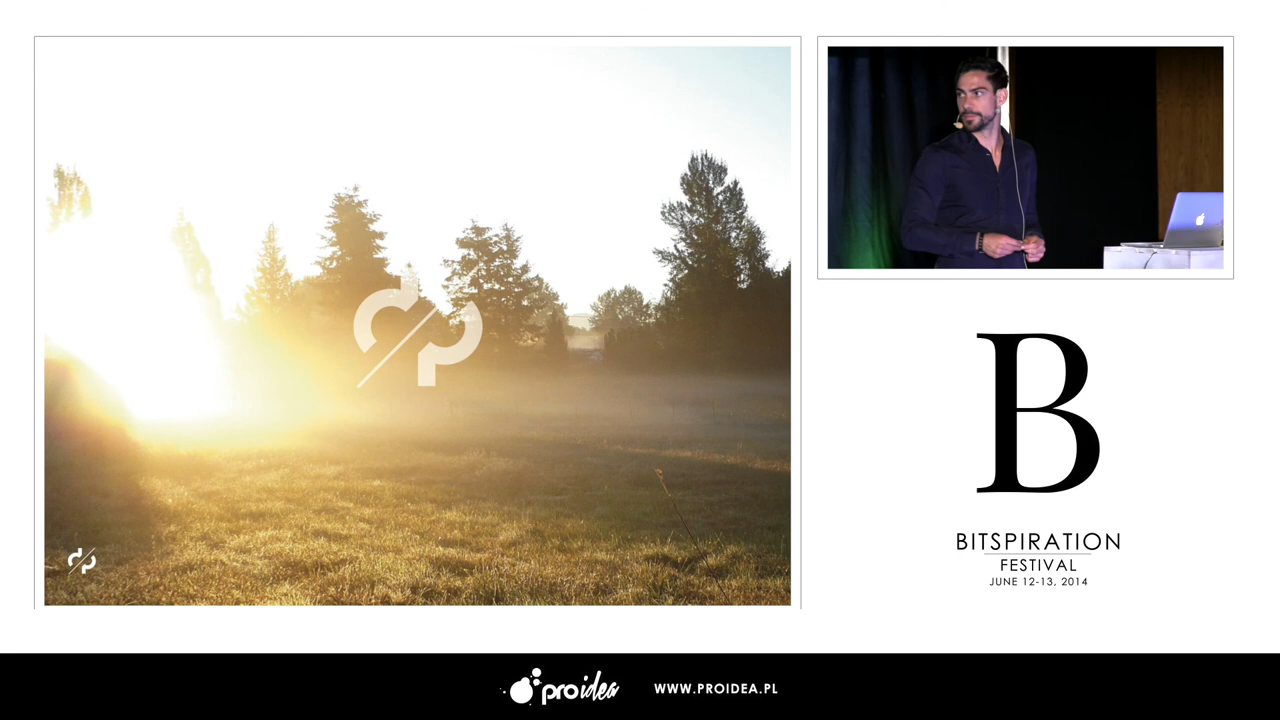 d/p
d/p
B
BITSPIRATION
FESTIVAL
JUNE 12-13, 2014
proidea
WWW.PROIDEA.PL